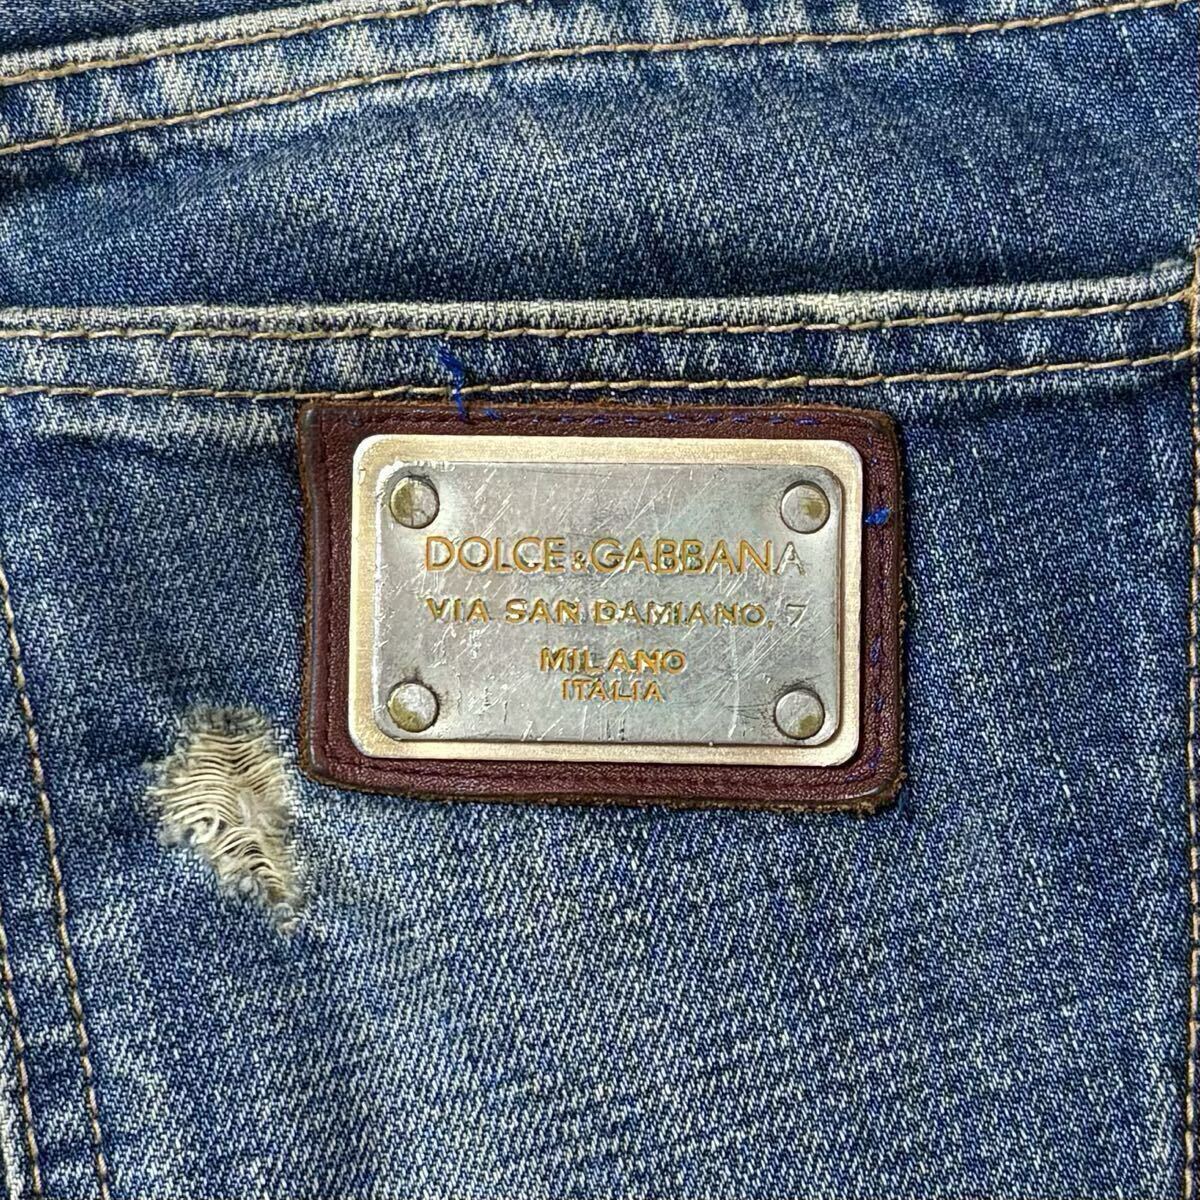 DOLCE&GABBANA
VIA SAN DAMIANO, 7
MILANO
ITALIA